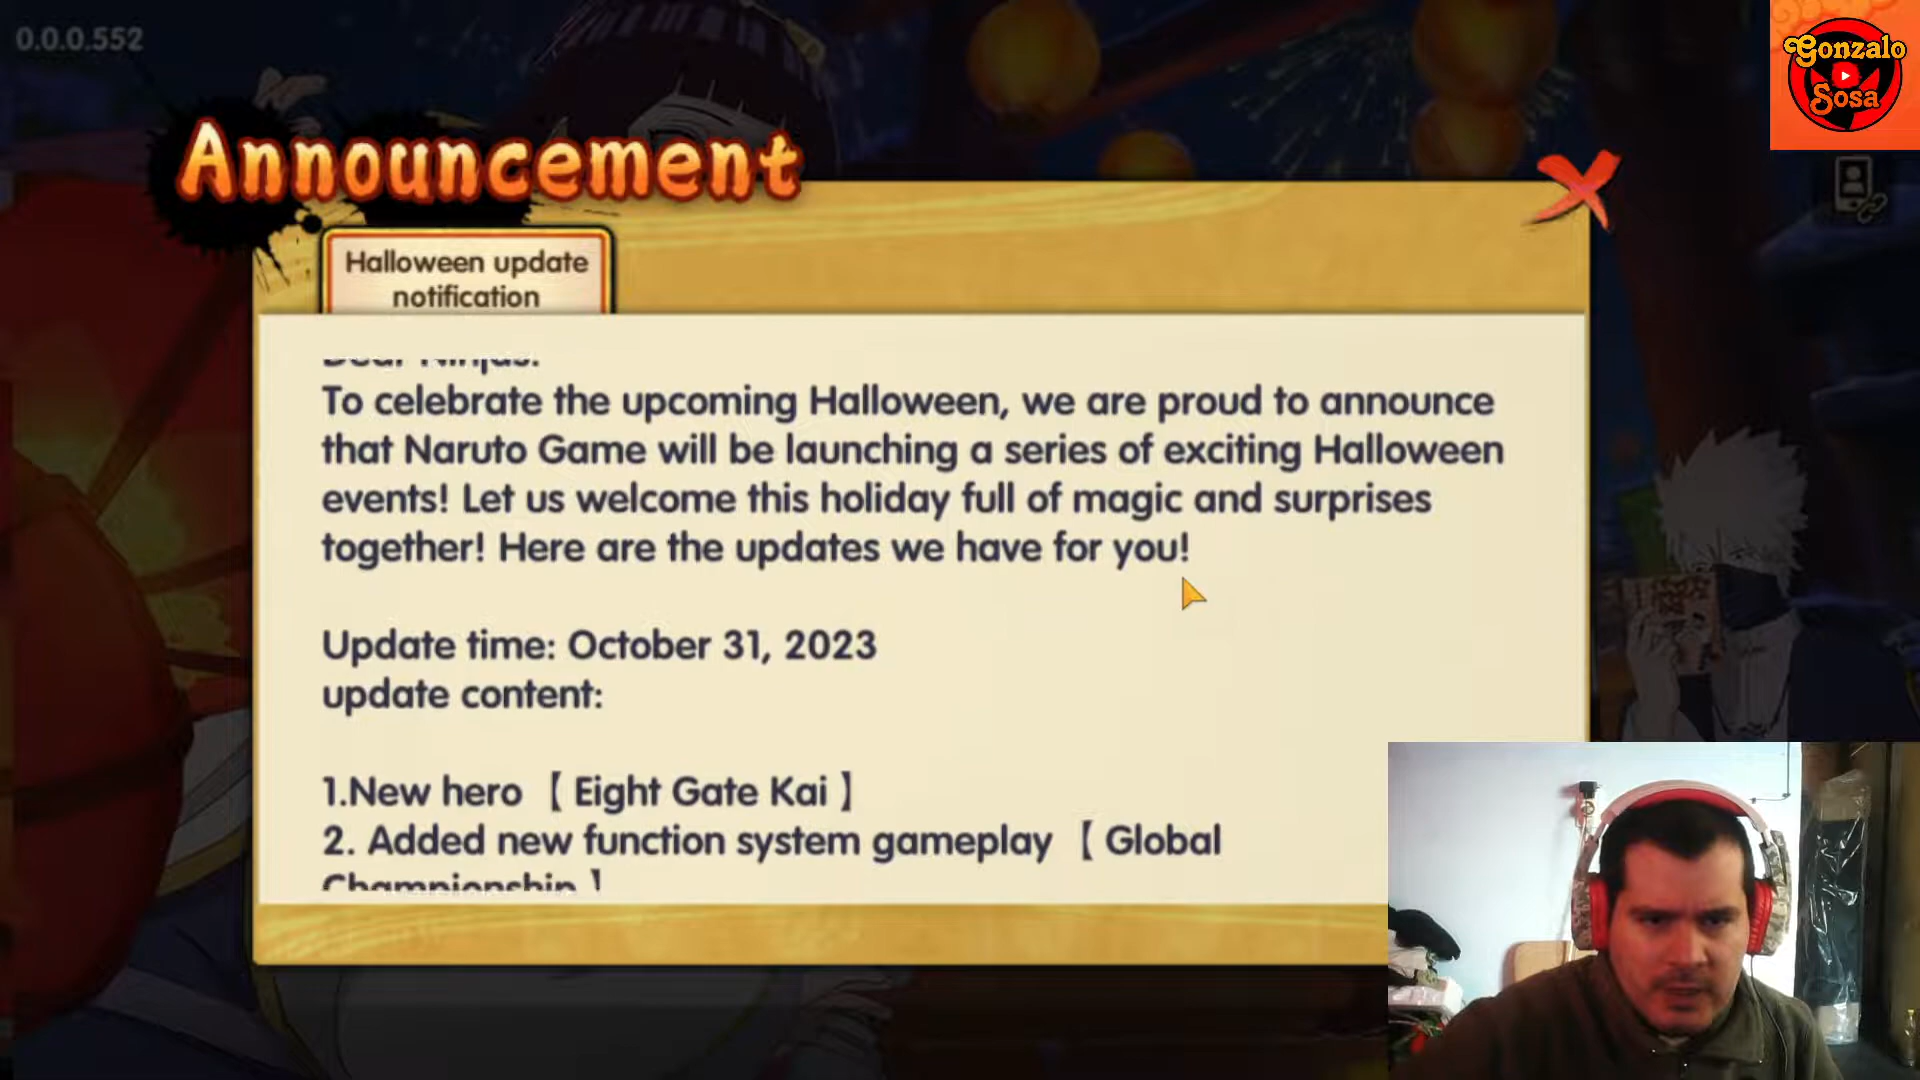 0.0.0.552
Gonzalo
Sosa
Announcement
Halloween update
notification
Dear Ninjas:
To celebrate the upcoming Halloween, we are proud to announce
that Naruto Game will be launching a series of exciting Halloween
events! Let us welcome this holiday full of magic and surprises
together! Here are the updates we have for you!
Update time: October 31, 2023
update content:
1.New hero 【 Eight Gate Kai 】
2. Added new function system gameplay 【 Global
Championship 】